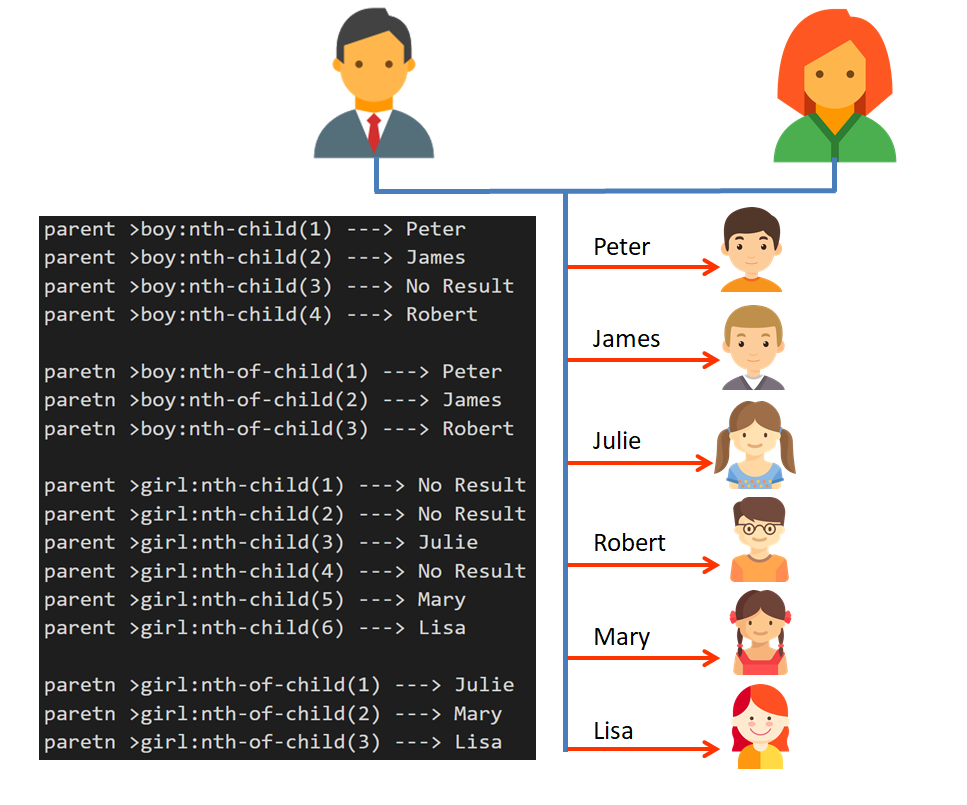 parent >boy:nth-child(1) ---> Peter
parent >boy:nth-child(2) ---> James
parent >boy:nth-child(3) ---> No Result
parent >boy:nth-child(4) ---> Robert
paretn >boy:nth-of-child(1) ---> Peter
paretn >boy:nth-of-child(2) ---> James
paretn >boy:nth-of-child(3) ---> Robert
parent >girl:nth-child(1) ---> No Result
parent >girl:nth-child(2) ---> No Result
parent >girl:nth-child(3) ---> Julie
parent >girl:nth-child(4) ---> No Result
parent >girl:nth-child(5) ---> Mary
parent >girl:nth-child(6) ---> Lisa
paretn >girl:nth-of-child(1) ---> Julie
paretn >girl:nth-of-child(2) ---> Mary
paretn >girl:nth-of-child(3) ---> Lisa
Peter
James
Julie
Robert
Mary
Lisa